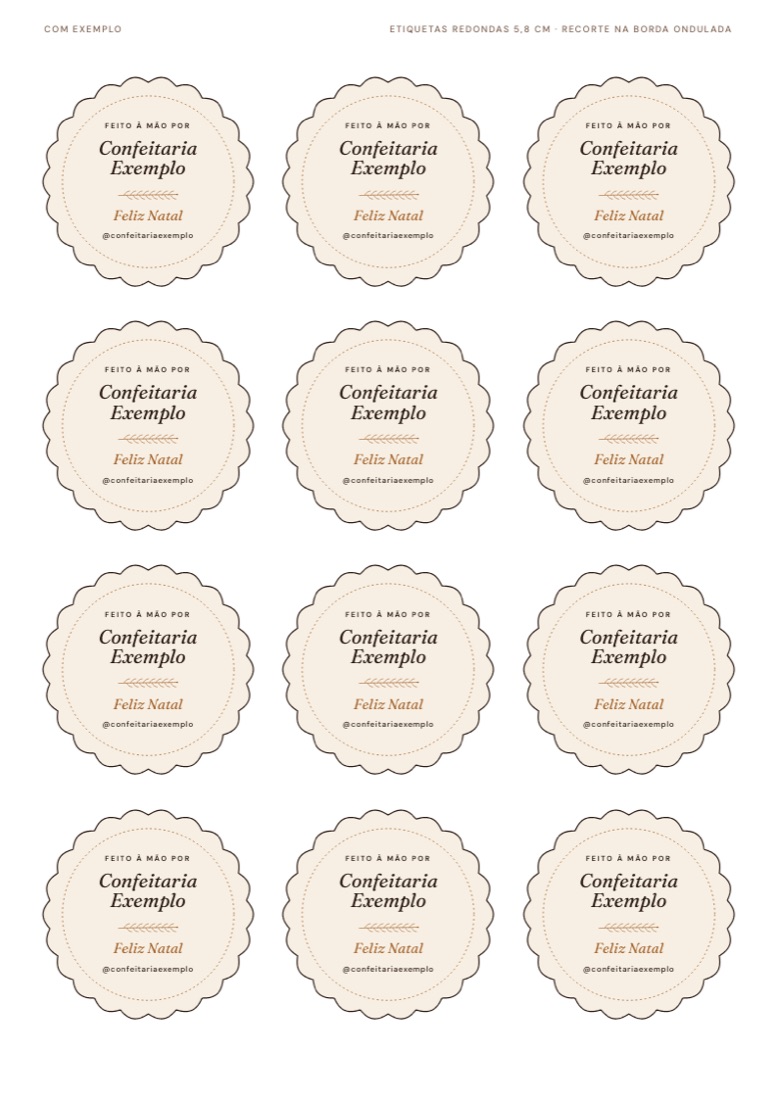 COM EXEMPLO
ETIQUETAS REDONDAS 5,8 CM · RECORTE NA BORDA ONDULADA
FEITO À MÃO POR
Confeitaria
Exemplo
Feliz Natal
@confeitariaexemplo
FEITO À MÃO POR
Confeitaria
Exemplo
Feliz Natal
@confeitariaexemplo
FEITO À MÃO POR
Confeitaria
Exemplo
Feliz Natal
@confeitariaexemplo
FEITO À MÃO POR
Confeitaria
Exemplo
Feliz Natal
@confeitariaexemplo
FEITO À MÃO POR
Confeitaria
Exemplo
Feliz Natal
@confeitariaexemplo
FEITO À MÃO POR
Confeitaria
Exemplo
Feliz Natal
@confeitariaexemplo
FEITO À MÃO POR
Confeitaria
Exemplo
Feliz Natal
@confeitariaexemplo
FEITO À MÃO POR
Confeitaria
Exemplo
Feliz Natal
@confeitariaexemplo
FEITO À MÃO POR
Confeitaria
Exemplo
Feliz Natal
@confeitariaexemplo
FEITO À MÃO POR
Confeitaria
Exemplo
Feliz Natal
@confeitariaexemplo
FEITO À MÃO POR
Confeitaria
Exemplo
Feliz Natal
@confeitariaexemplo
FEITO À MÃO POR
Confeitaria
Exemplo
Feliz Natal
@confeitariaexemplo